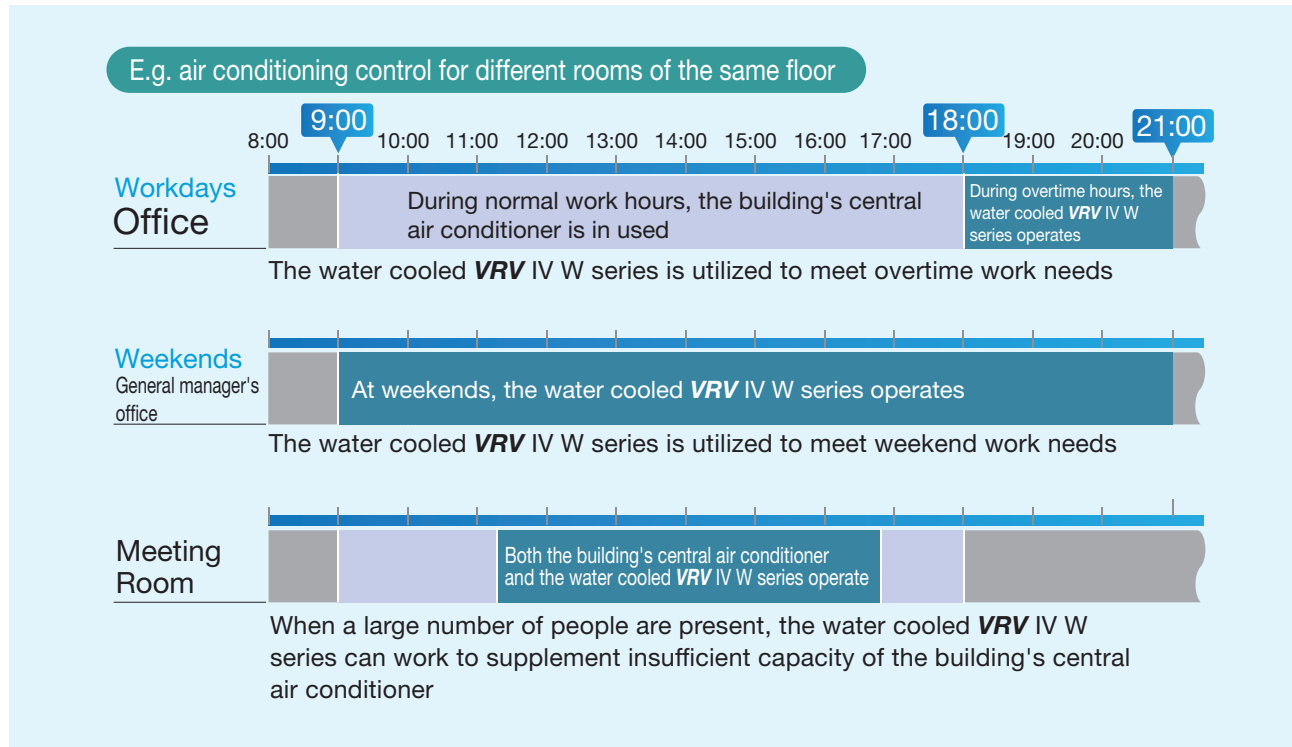 E.g. air conditioning control for different rooms of the same floor
8:00 9:00 10:00 11:00 12:00 13:00 14:00 15:00 16:00 17:00 18:00 19:00 20:00 21:00
Workdays
Office
During normal work hours, the building's central
air conditioner is in used
During overtime hours, the
water cooled VRV IV W
series operates
The water cooled VRV IV W series is utilized to meet overtime work needs
Weekends
General manager's
office
At weekends, the water cooled VRV IV W series operates
The water cooled VRV IV W series is utilized to meet weekend work needs
Meeting
Room
Both the building's central air conditioner
and the water cooled VRV IV W series operate
When a large number of people are present, the water cooled VRV IV W
series can work to supplement insufficient capacity of the building's central
air conditioner